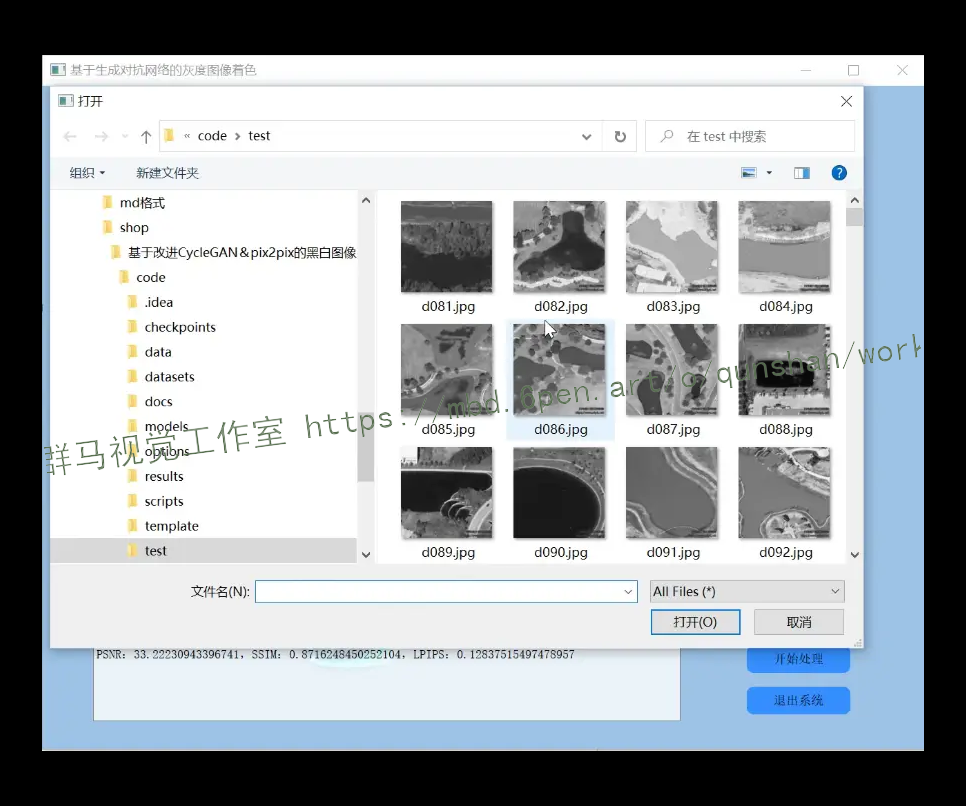 基于生成对抗网络的灰度图像着色
打开
« code › test
在 test 中搜索
组织
新建文件夹
md格式
shop
基于改进CycleGAN＆pix2pix的黑白图像
code
.idea
checkpoints
data
datasets
docs
models
options
results
scripts
template
test
d081.jpg
d082.jpg
d083.jpg
d084.jpg
d085.jpg
d086.jpg
d087.jpg
d088.jpg
d089.jpg
d090.jpg
d091.jpg
d092.jpg
群马视觉工作室 https://mbd.0pen.art/o/qunshan/work
文件名(N):
All Files (*)
打开(O)
取消
PSNR: 33.22230943396741, SSIM: 0.8716248450252104, LPIPS: 0.12837515497478957
开始处理
退出系统